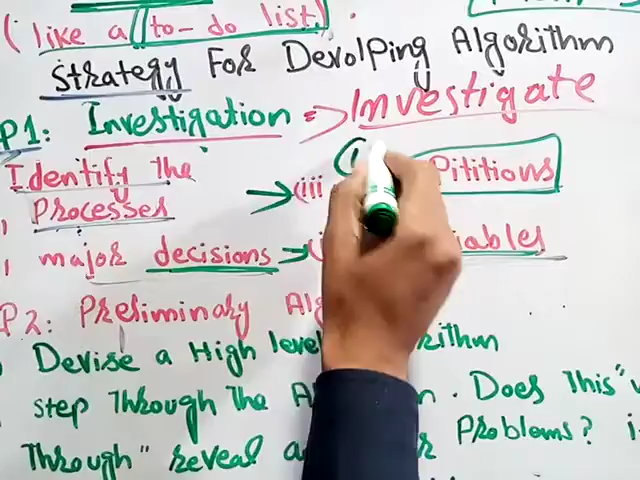 (like a (to-do list)
Strategy For Devolping Algorithm
P1: Investigation => Investigate
Identify the
Processes → (iii Pititions
, major decisions →
P2: Preliminary
Devise a High
step Through The Does This
Through" reveal Problems?